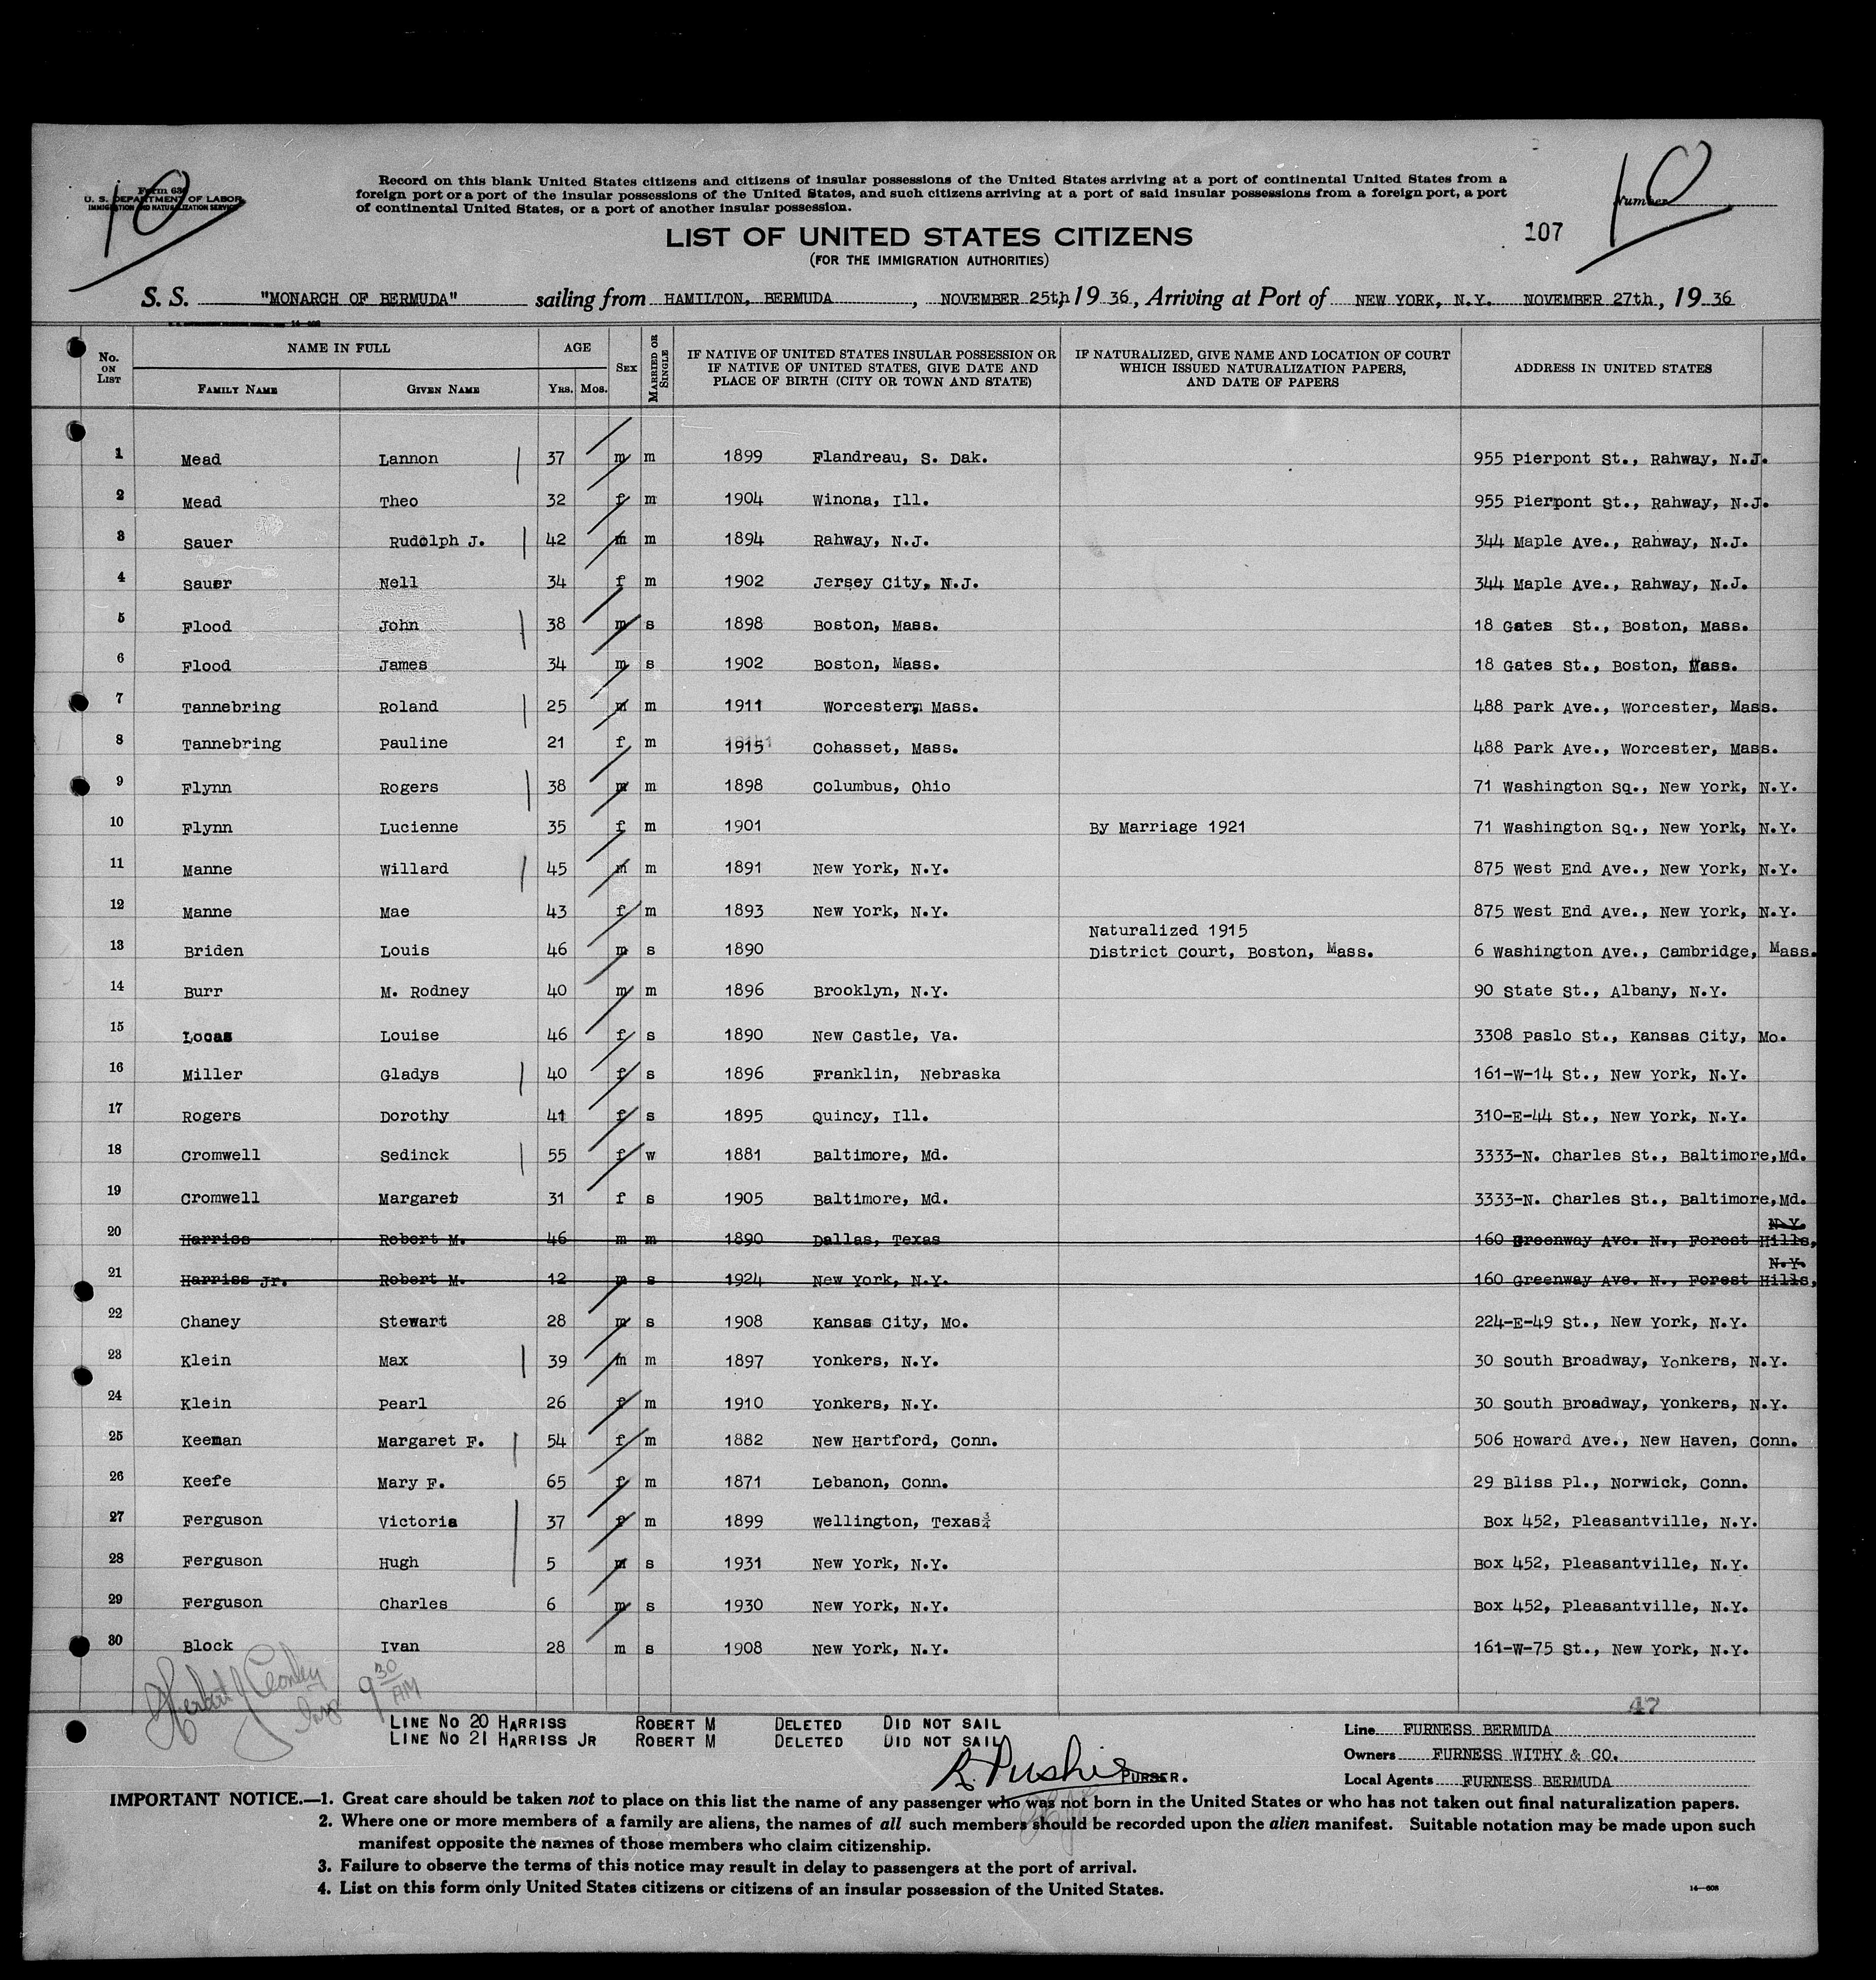 10
Form 630
U. S. DEPARTMENT OF LABOR
IMMIGRATION AND NATURALIZATION SERVICE
Record on this blank United States citizens and citizens of insular possessions of the United States arriving at a port of continental United States from a
foreign port or a port of the insular possessions of the United States, and such citizens arriving at a port of said insular possessions from a foreign port, a port
of continental United States, or a port of another insular possession.
10
Number
107
LIST OF UNITED STATES CITIZENS
(FOR THE IMMIGRATION AUTHORITIES)
S. S. "MONARCH OF BERMUDA" sailing from HAMILTON, BERMUDA , NOVEMBER 25th, 19 36, Arriving at Port of NEW YORK, N.Y. NOVEMBER 27th, 19 36
No. ON LIST NAME IN FULL FAMILY NAME GIVEN NAME AGE YRS. MOS. SEX MARRIED OR SINGLE IF NATIVE OF UNITED STATES INSULAR POSSESSION OR IF NATIVE OF UNITED STATES, GIVE DATE AND PLACE OF BIRTH (CITY OR TOWN AND STATE) IF NATURALIZED, GIVE NAME AND LOCATION OF COURT WHICH ISSUED NATURALIZATION PAPERS, AND DATE OF PAPERS ADDRESS IN UNITED STATES
1 Mead Lannon 37 m m 1899 Flandreau, S. Dak. 955 Pierpont St., Rahway, N.J.
2 Mead Theo 32 f m 1904 Winona, Ill. 955 Pierpont St., Rahway, N.J.
3 Sauer Rudolph J. 42 m m 1894 Rahway, N.J. 344 Maple Ave., Rahway, N.J.
4 Sauer Nell 34 f m 1902 Jersey City, N.J. 344 Maple Ave., Rahway, N.J.
5 Flood John 38 m s 1898 Boston, Mass. 18 Gates St., Boston, Mass.
6 Flood James 34 m s 1902 Boston, Mass. 18 Gates St., Boston, Mass.
7 Tannebring Roland 25 m m 1911 Worcester, Mass. 488 Park Ave., Worcester, Mass.
8 Tannebring Pauline 21 f m 1915 Cohasset, Mass. 488 Park Ave., Worcester, Mass.
9 Flynn Rogers 38 m m 1898 Columbus, Ohio 71 Washington Sq., New York, N.Y.
10 Flynn Lucienne 35 f m 1901 By Marriage 1921 71 Washington Sq., New York, N.Y.
11 Manne Willard 45 m m 1891 New York, N.Y. 875 West End Ave., New York, N.Y.
12 Manne Mae 43 f m 1893 New York, N.Y. 875 West End Ave., New York, N.Y.
Naturalized 1915
13 Briden Louis 46 m s 1890 District Court, Boston, Mass. 6 Washington Ave., Cambridge, Mass.
14 Burr M. Rodney 40 m m 1896 Brooklyn, N.Y. 90 State St., Albany, N.Y.
15 Locas Louise 46 f s 1890 New Castle, Va. 3308 Paslo St., Kansas City, Mo.
16 Miller Gladys 40 f s 1896 Franklin, Nebraska 161-W-14 St., New York, N.Y.
17 Rogers Dorothy 41 f s 1895 Quincy, Ill. 310-E-44 St., New York, N.Y.
18 Cromwell Sedinck 55 f w 1881 Baltimore, Md. 3333-N. Charles St., Baltimore, Md.
19 Cromwell Margaret 31 f s 1905 Baltimore, Md. 3333-N. Charles St., Baltimore, Md.
20 Harriss Robert M. 46 m m 1890 Dallas, Texas 160 Greenway Ave. N., Forest Hills, N.Y.
21 Harriss Jr. Robert M. 12 m s 1924 New York, N.Y. 160 Greenway Ave. N., Forest Hills, N.Y.
22 Chaney Stewart 28 m s 1908 Kansas City, Mo. 224-E-49 St., New York, N.Y.
23 Klein Max 39 m m 1897 Yonkers, N.Y. 30 South Broadway, Yonkers, N.Y.
24 Klein Pearl 26 f m 1910 Yonkers, N.Y. 30 South Broadway, Yonkers, N.Y.
25 Keenan Margaret F. 54 f m 1882 New Hartford, Conn. 506 Howard Ave., New Haven, Conn.
26 Keefe Mary F. 65 f m 1871 Lebanon, Conn. 29 Bliss Pl., Norwick, Conn.
27 Ferguson Victoria 37 f m 1899 Wellington, Texas¾ Box 452, Pleasantville, N.Y.
28 Ferguson Hugh 5 m s 1931 New York, N.Y. Box 452, Pleasantville, N.Y.
29 Ferguson Charles 6 m s 1930 New York, N.Y. Box 452, Pleasantville, N.Y.
30 Block Ivan 28 m s 1908 New York, N.Y. 161-W-75 St., New York, N.Y.
9 30 AM
47
LINE NO 20 HARRISS ROBERT M DELETED DID NOT SAIL
LINE NO 21 HARRISS JR ROBERT M DELETED DID NOT SAIL
PURSER.
Line FURNESS BERMUDA
Owners FURNESS WITHY & CO.
Local Agents FURNESS BERMUDA
IMPORTANT NOTICE.—1. Great care should be taken not to place on this list the name of any passenger who was not born in the United States or who has not taken out final naturalization papers.
2. Where one or more members of a family are aliens, the names of all such members should be recorded upon the alien manifest. Suitable notation may be made upon such
manifest opposite the names of those members who claim citizenship.
3. Failure to observe the terms of this notice may result in delay to passengers at the port of arrival.
4. List on this form only United States citizens or citizens of an insular possession of the United States.
14—608